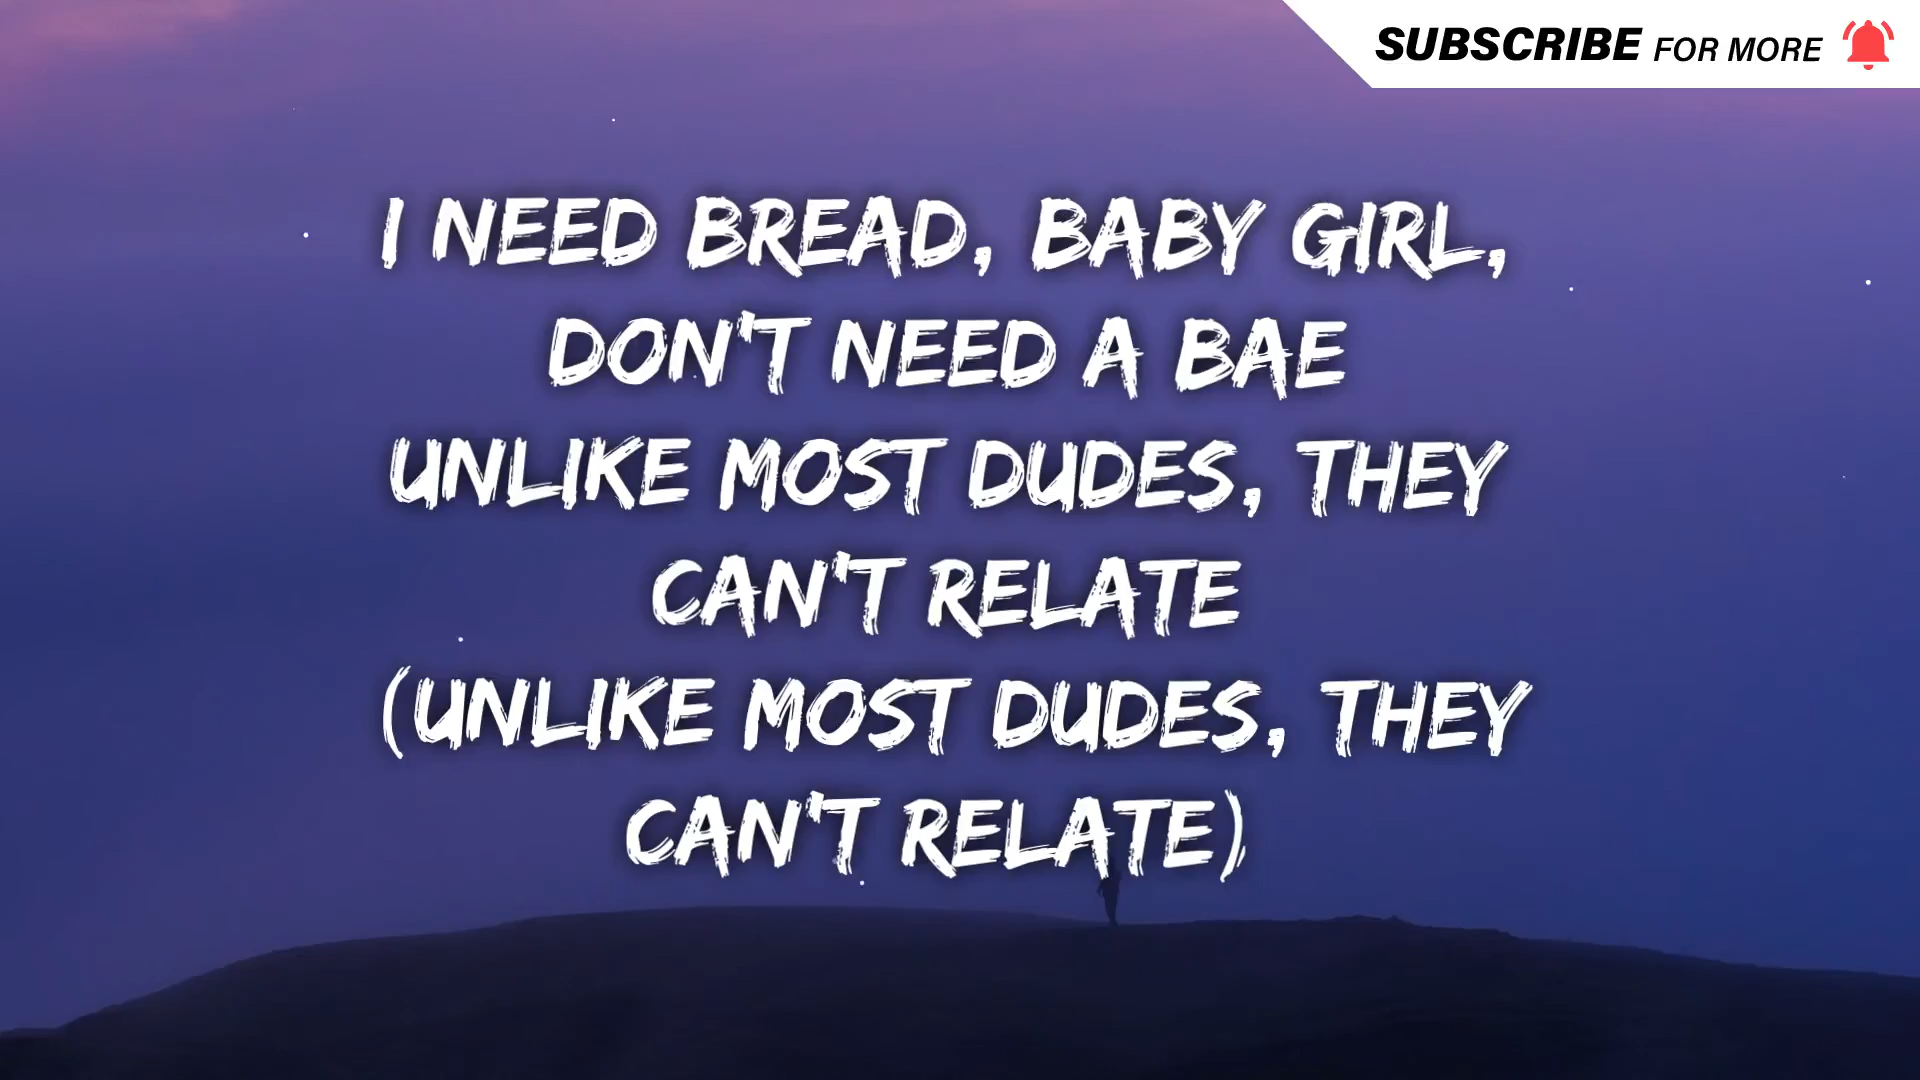 SUBSCRIBE FOR MORE
I NEED BREAD, BABY GIRL,
DON'T NEED A BAE
UNLIKE MOST DUDES, THEY
CAN'T RELATE
(UNLIKE MOST DUDES, THEY
CAN'T RELATE)